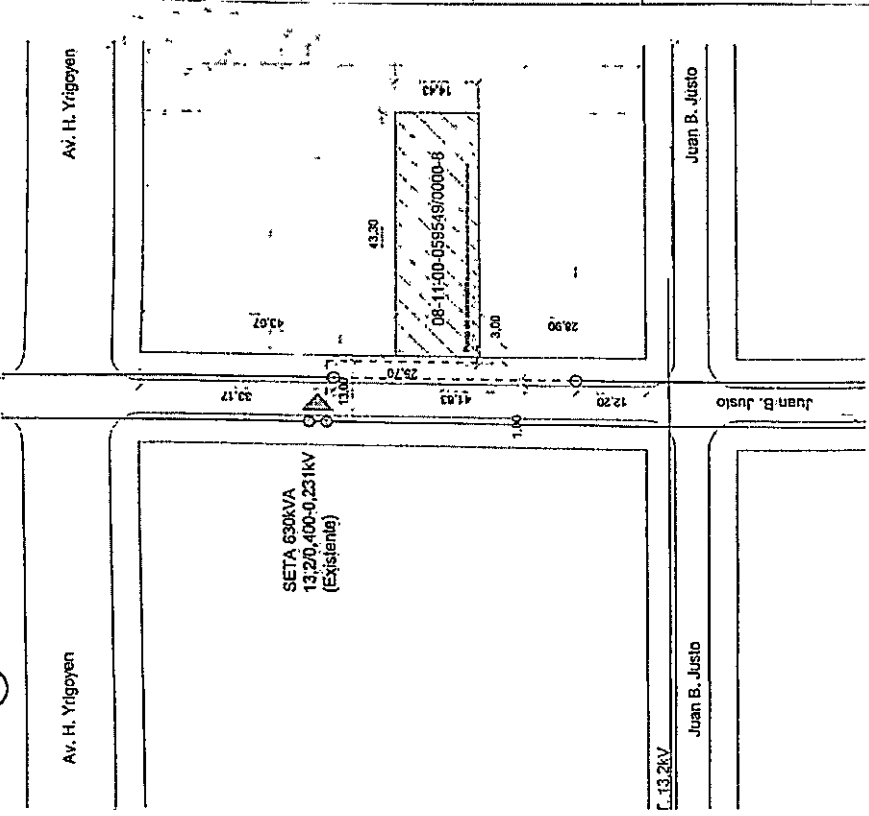 Av. H. Yrigoyen
Juan B. Justo
14,43
43,30
08-11-00-059549/0000-8
43,67
3,00
28,90
25,70
33,17
13,00
41,83
12,20
Juan B. Justo
1,00
SETA 630kVA
13,2/0,400-0,231kV
(Existente)
Av. H. Yrigoyen
Juan B. Justo
13.2kV